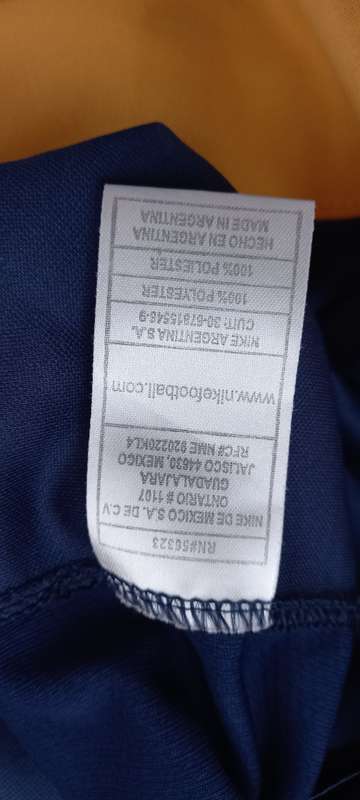 RN#56323
NIKE DE MEXICO S.A. DE C.V
ONTARIO # 1107
GUADALAJARA
JALISCO 44639, MEXICO
RFC# NME 920220KL4
www.nikefootball.com
NIKE ARGENTINA S.A.
CUIT: 30-67815546-9
100% POLYESTER
100% POLIESTER
HECHO EN ARGENTINA
MADE IN ARGENTINA